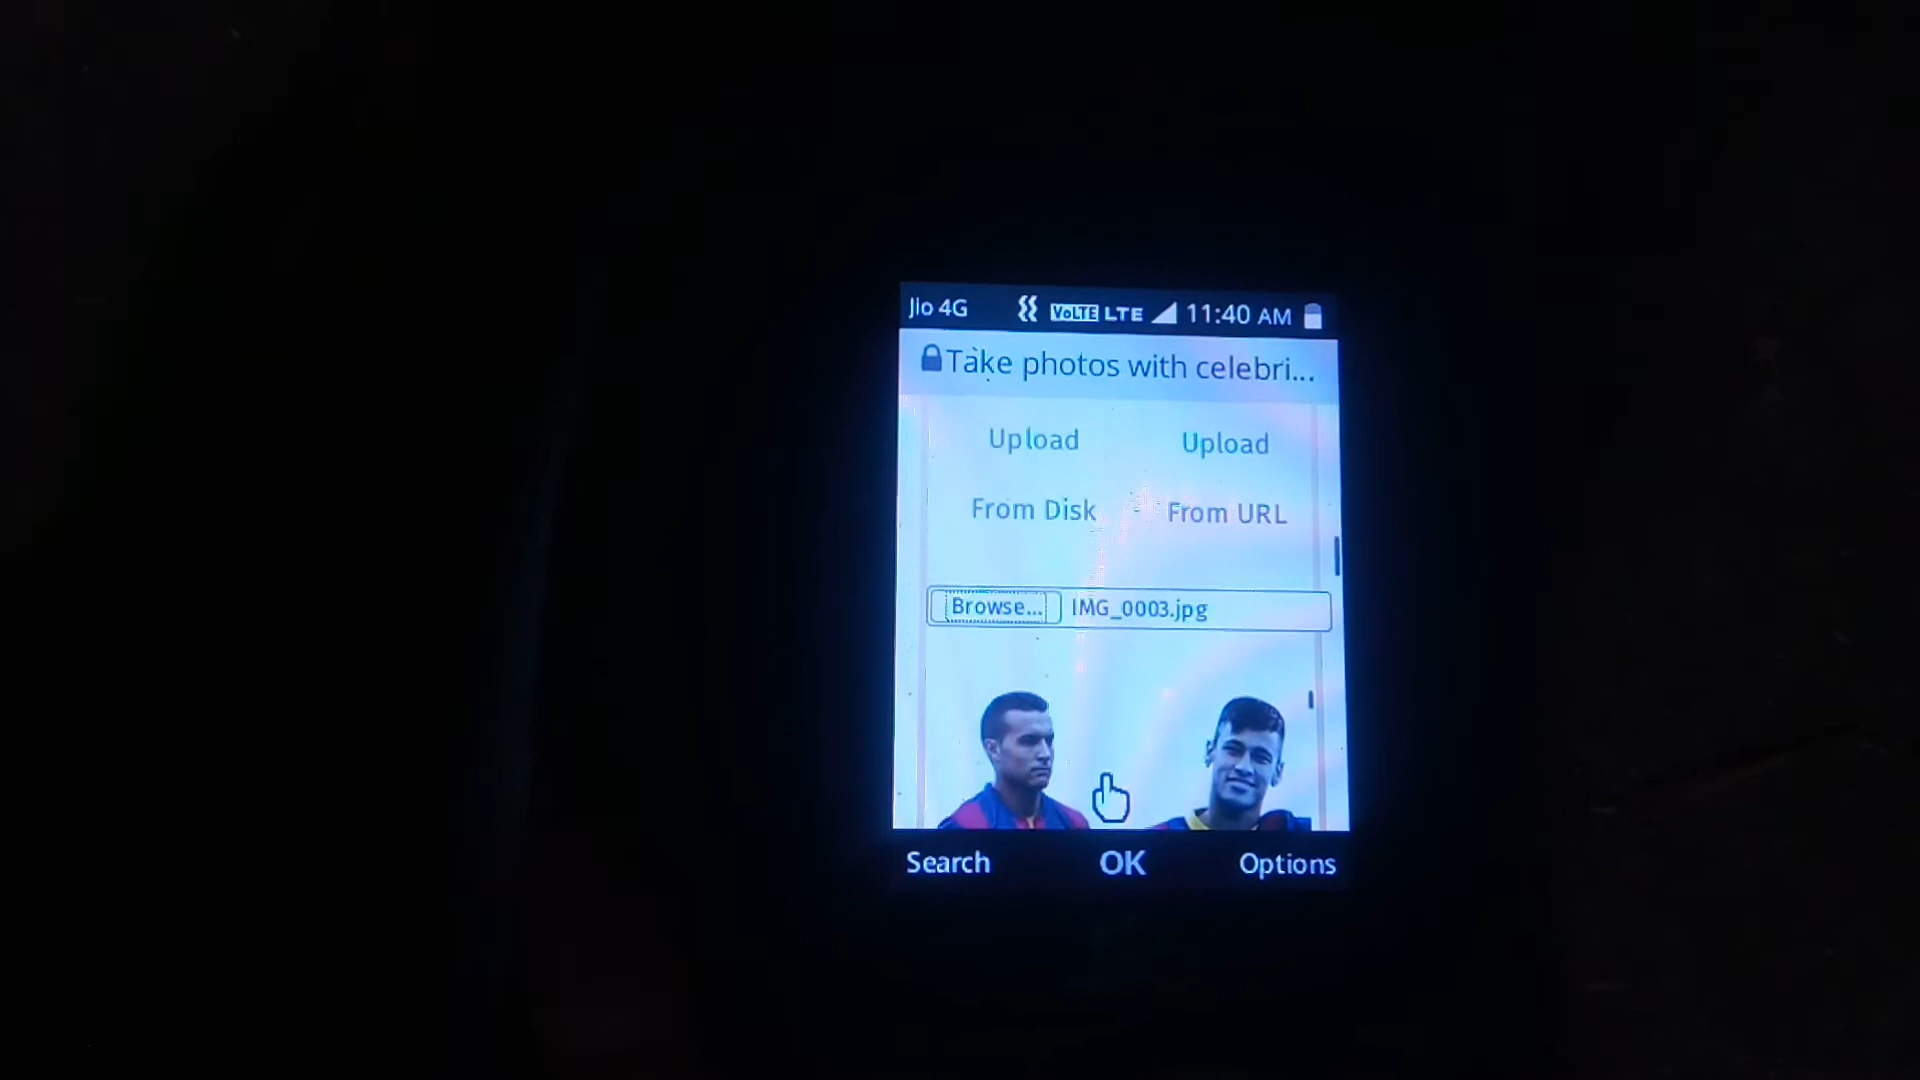 Jio 4G VoLTE LTE 11:40 AM
Take photos with celebri...
Upload Upload
From Disk From URL
Browse... IMG_0003.jpg
Search OK Options